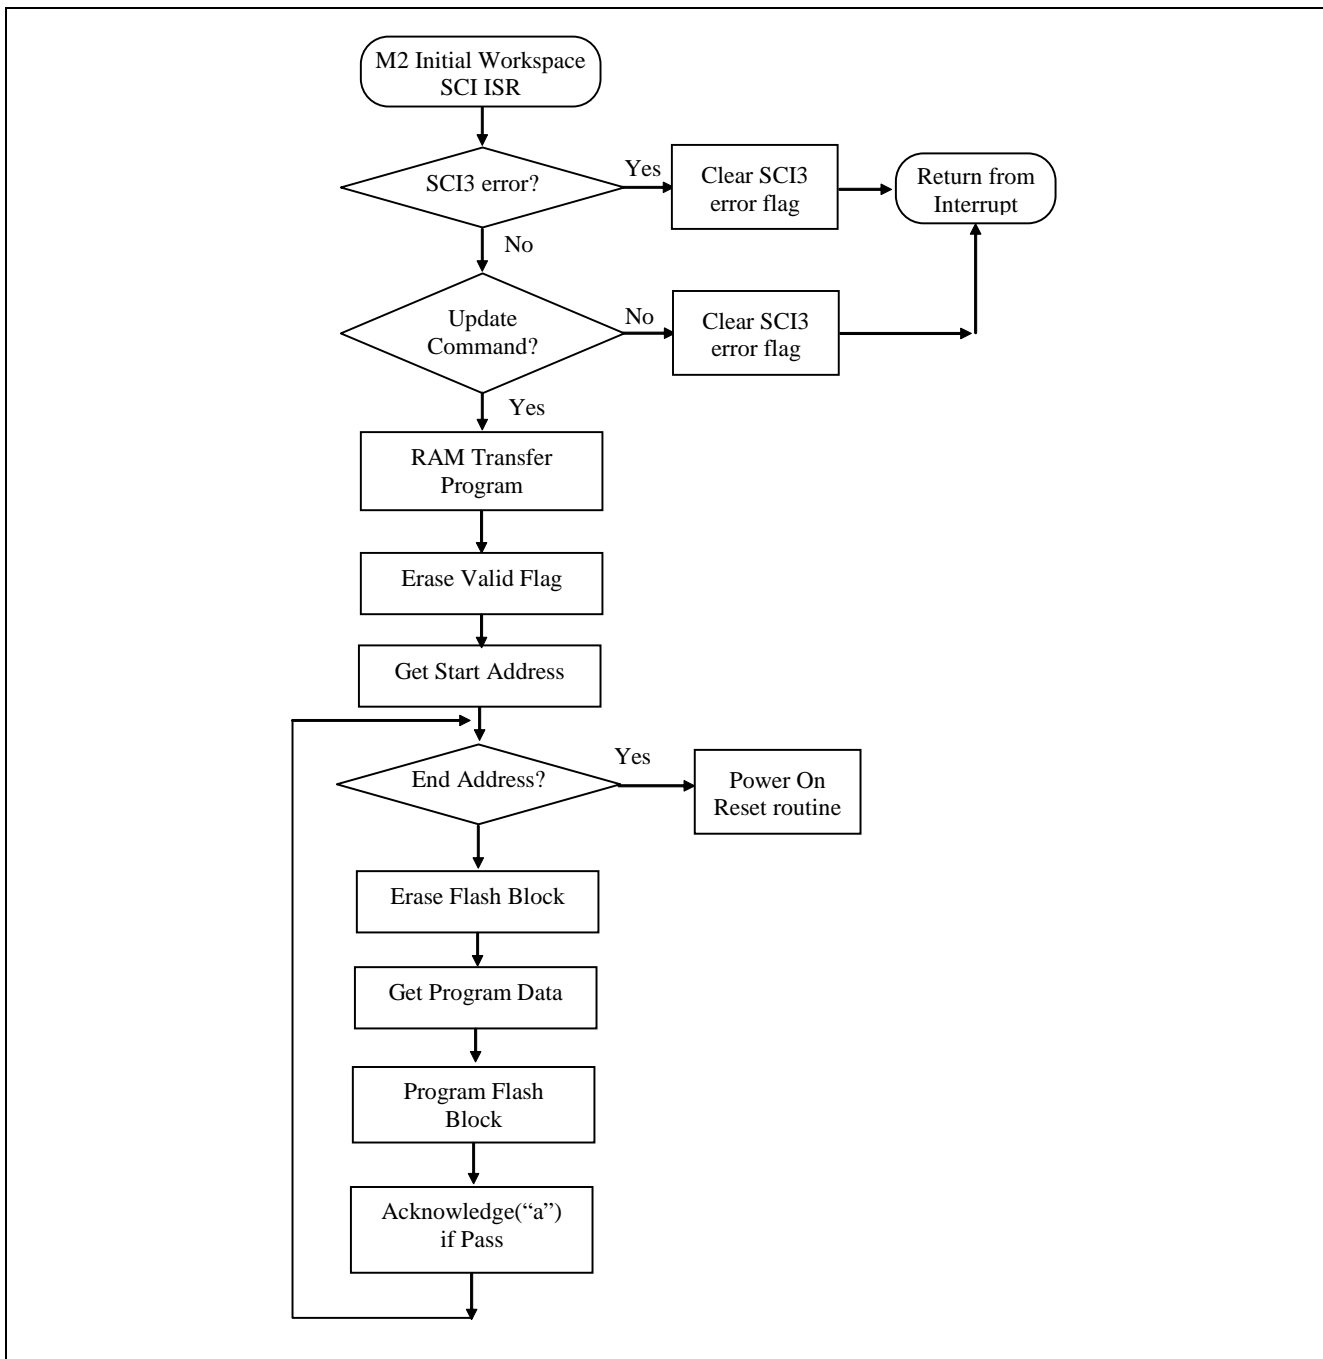 M2 Initial Workspace
SCI ISR
SCI3 error?
Yes
Clear SCI3
error flag
Return from
Interrupt
No
Update
Command?
No
Clear SCI3
error flag
Yes
RAM Transfer
Program
Erase Valid Flag
Get Start Address
End Address?
Yes
Power On
Reset routine
Erase Flash Block
Get Program Data
Program Flash
Block
Acknowledge(“a”)
if Pass